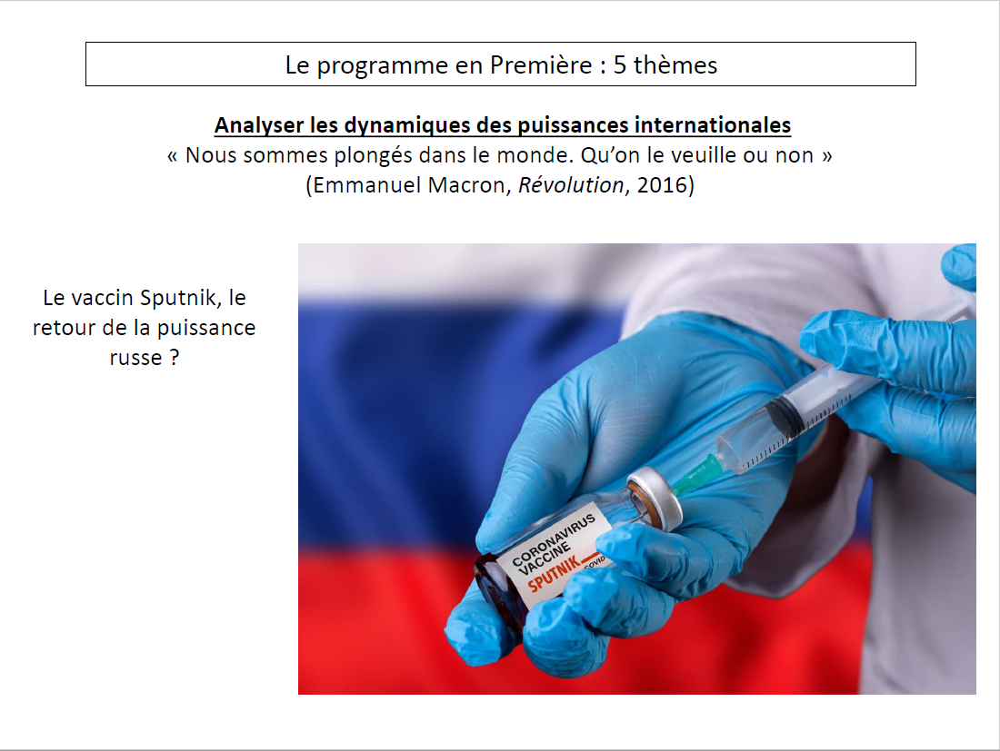 Le programme en Première : 5 thèmes
Analyser les dynamiques des puissances internationales
« Nous sommes plongés dans le monde. Qu’on le veuille ou non »
(Emmanuel Macron, Révolution, 2016)
Le vaccin Sputnik, le
retour de la puissance
russe ?
CORONAVIRUS
VACCINE
SPUTNIK
COVID